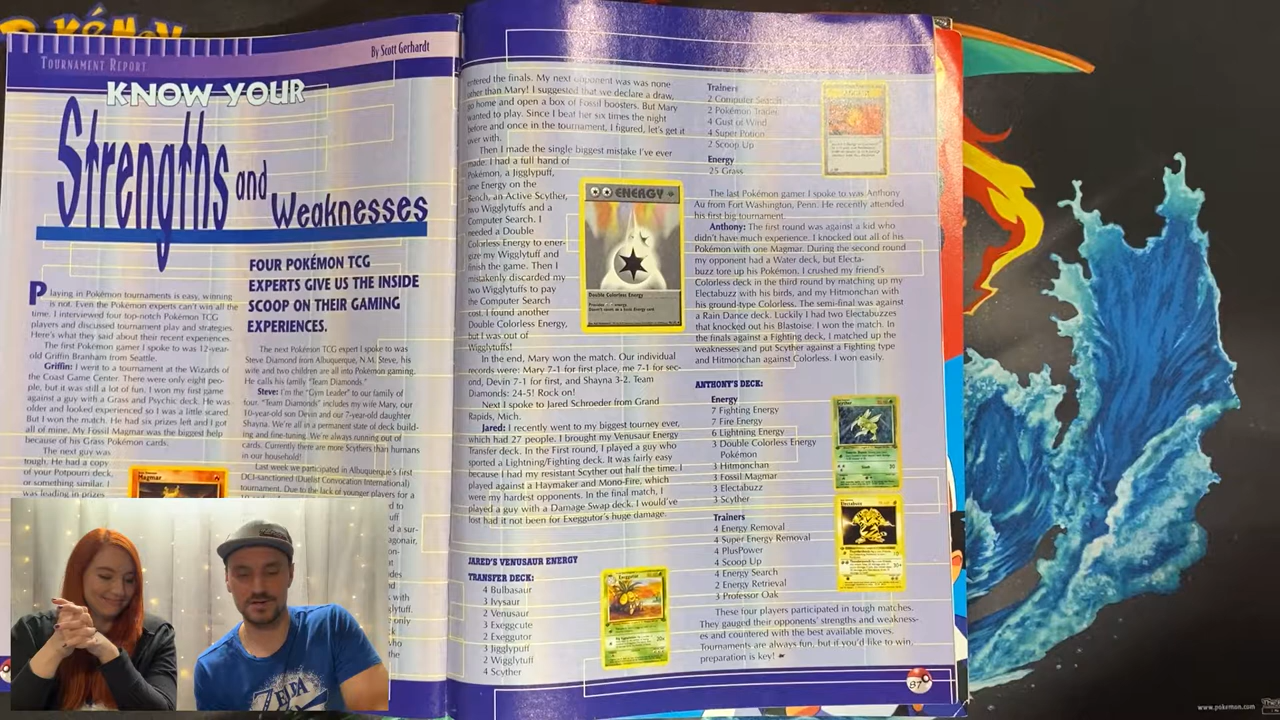 Pokémon
TOURNAMENT REPORT
By Scott Gerhardt
KNOW YOUR
Strengths
and
Weaknesses
Playing in Pokémon tournaments is easy, winning
is not. Even the Pokémon experts can't win all the
time. I interviewed four top-notch Pokémon TCG
players and discussed tournament play and strategies.
Here's what they said about their recent experiences.
The first Pokémon gamer I spoke to was 12-year-
old Griffin Branham from Seattle.
Griffin: I went to a tournament at the Wizards of
the Coast Game Center. There were only eight peo-
ple, but it was still a lot of fun. I won my first game
against a guy with a Grass and Psychic deck. He was
older and looked experienced so I was a little scared.
But I won the match. He had six prizes left and I got
all of mine. My Fossil Magmar was the biggest help
because of his Grass Pokémon cards.
The next guy was
tough. He had a copy
of your Potpourri deck,
or something similar. I
was leading in prizes
Magmar
FOUR POKÉMON TCG
EXPERTS GIVE US THE INSIDE
SCOOP ON THEIR GAMING
EXPERIENCES.
The next Pokémon TCG expert I spoke to was
Steve Diamond from Albuquerque, N.M. Steve, his
wife and two children are all into Pokémon gaming.
He calls his family "Team Diamonds."
Steve: I'm the "Gym Leader" to our family of
four. "Team Diamonds" includes my wife Mary, our
10-year-old son Devin and our 7-year-old daughter
Shayna. We're all in a permanent state of deck build-
ing and fine-tuning. We're always running out of
cards. Currently there are more Scythers than humans
in our household!
Last week we participated in Albuquerque's first
DCI-sanctioned (Duelist Convocation International)
tournament. Due to the lack of younger players for a
entered the finals. My next opponent was was none
other than Mary! I suggested that we declare a draw,
go home and open a box of Fossil boosters. But Mary
wanted to play. Since I beat her six times the night
before and once in the tournament, I figured, let's get it
over with.
Then I made the single biggest mistake I've ever
made: I had a full hand of
Pokémon, a Jigglypuff,
one Energy on the
Bench, an Active Scyther,
two Wigglytuffs and a
Computer Search. I
needed a Double
Colorless Energy to ener-
gize my Wigglytuff and
finish the game. Then I
mistakenly discarded my
two Wigglytuffs to pay
the Computer Search
cost. I found another
Double Colorless Energy,
but I was out of
Wigglytuffs!
ENERGY
Double Colorless Energy
In the end, Mary won the match. Our individual
records were: Mary 7-1 for first place, me 7-1 for sec-
ond, Devin 7-1 for first, and Shayna 3-2. Team
Diamonds: 24-5! Rock on!
Next I spoke to Jared Schroeder from Grand
Rapids, Mich.
Jared: I recently went to my biggest tourney ever,
which had 27 people. I brought my Venusaur Energy
Transfer deck. In the First Round, I played a guy who
sported a Lightning/Fighting deck. It was fairly easy
because I had my resistant Scyther out half the time. I
played against a Haymaker and Mono-Fire, which
were my hardest opponents. In the final match, I
played a guy with a Damage Swap deck. I would've
lost had it not been for Exeggutor's huge damage.
JARED'S VENUSAUR ENERGY
TRANSFER DECK:
4 Bulbasaur
3 Ivysaur
2 Venusaur
3 Exeggcute
2 Exeggutor
3 Jigglypuff
2 Wigglytuff
4 Scyther
Exeggutor
Trainers
2 Computer Search
2 Pokémon Trader
4 Gust of Wind
4 Super Potion
2 Scoop Up
Energy
25 Grass
The last Pokémon gamer I spoke to was Anthony
Au from Fort Washington, Penn. He recently attended
his first big tournament.
Anthony: The first round was against a kid who
didn't have much experience. I knocked out all of his
Pokémon with one Magmar. During the second round
my opponent had a Water deck, but Electa-
buzz tore up his Pokémon. I crushed my friend's
Colorless deck in the third round by matching up my
Electabuzz with his birds, and my Hitmonchan with
his ground-type Colorless. The semi-final was against
a Rain Dance deck. Luckily I had two Electabuzzes
that knocked out his Blastoise. I won the match. In
the finals against a Fighting deck, I matched up the
weaknesses and put Scyther against a Fighting type
and Hitmonchan against Colorless. I won easily.
ANTHONY'S DECK:
Energy
7 Fighting Energy
7 Fire Energy
6 Lightning Energy
3 Double Colorless Energy
Pokémon
3 Hitmonchan
3 Fossil Magmar
3 Electabuzz
3 Scyther
Trainers
4 Energy Removal
4 Super Energy Removal
4 PlusPower
4 Scoop Up
4 Energy Search
2 Energy Retrieval
3 Professor Oak
Scyther
Electabuzz
These four players participated in tough matches.
They gauged their opponents' strengths and weakness-
es and countered with the best available moves.
Tournaments are always fun, but if you'd like to win,
preparation is key!
87
www.pokemon.com
ZELDA